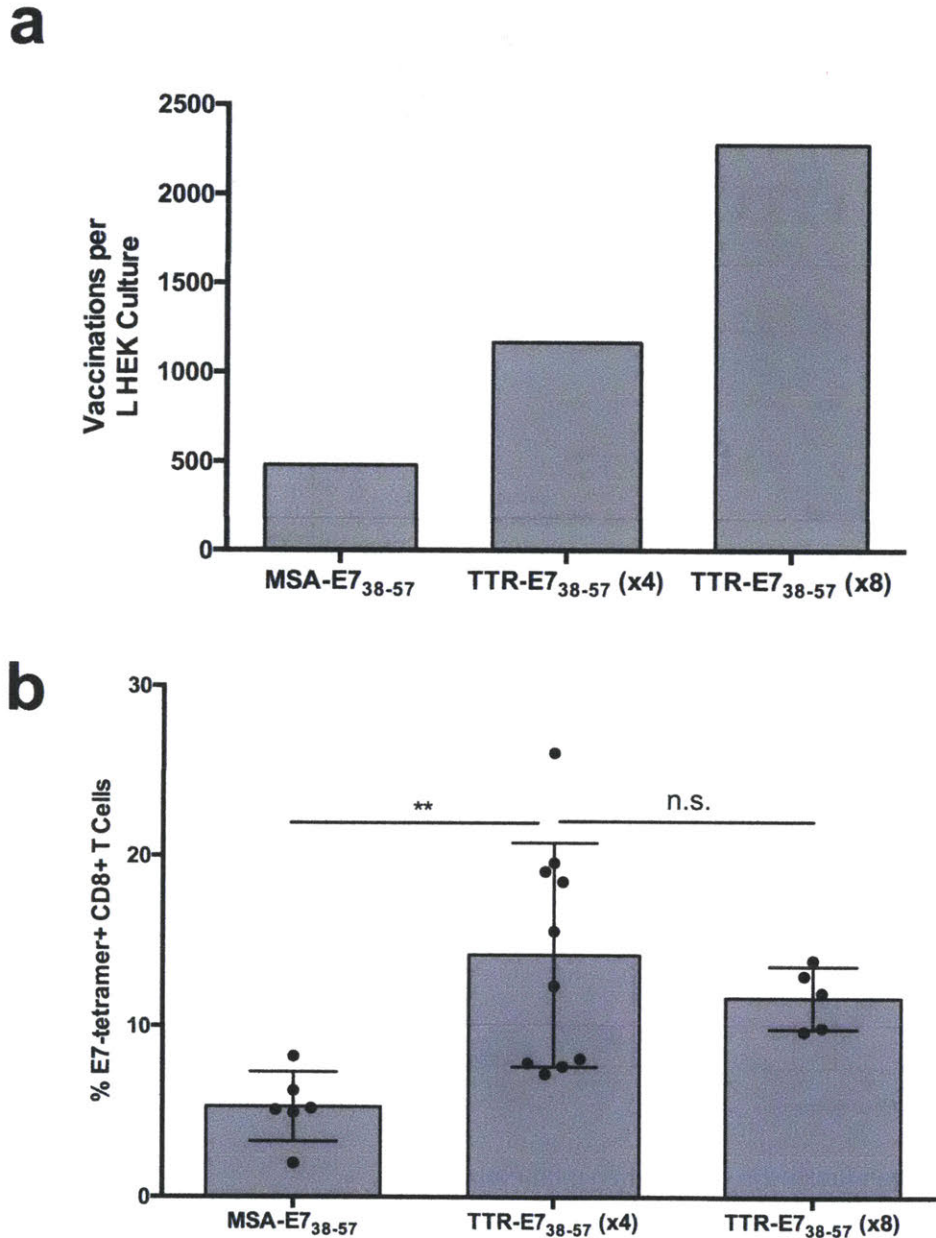 a
2500
2000
1500
1000
500
0
Vaccinations per
L HEK Culture
MSA-E7₃₈₋₅₇
TTR-E7₃₈₋₅₇ (x4)
TTR-E7₃₈₋₅₇ (x8)
b
30
20
10
0
% E7-tetramer+ CD8+ T Cells
**
n.s.
MSA-E7₃₈₋₅₇
TTR-E7₃₈₋₅₇ (x4)
TTR-E7₃₈₋₅₇ (x8)